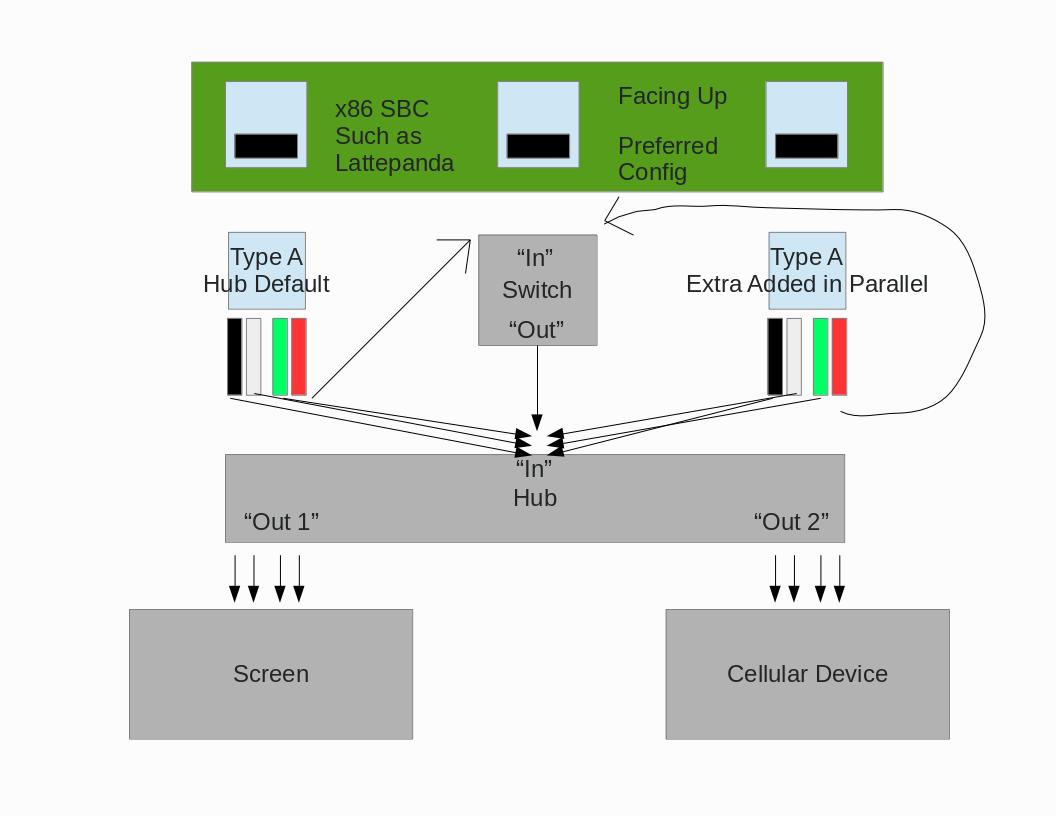 x86 SBC
Such as
Lattepanda
Facing Up
Preferred
Config
Type A
Hub Default
“In”
Switch
“Out”
Type A
Extra Added in Parallel
“In”
Hub
“Out 1”
“Out 2”
Screen
Cellular Device